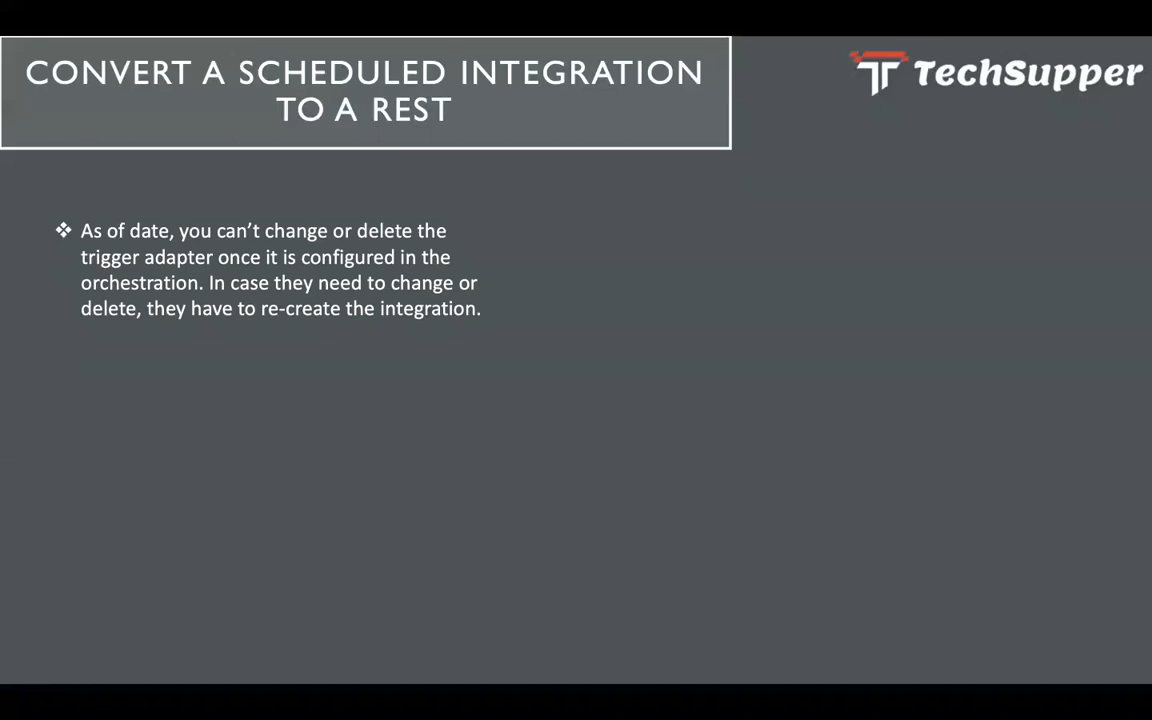 CONVERT A SCHEDULED INTEGRATION
TO A REST
TechSupper
❖ As of date, you can’t change or delete the
trigger adapter once it is configured in the
orchestration. In case they need to change or
delete, they have to re-create the integration.